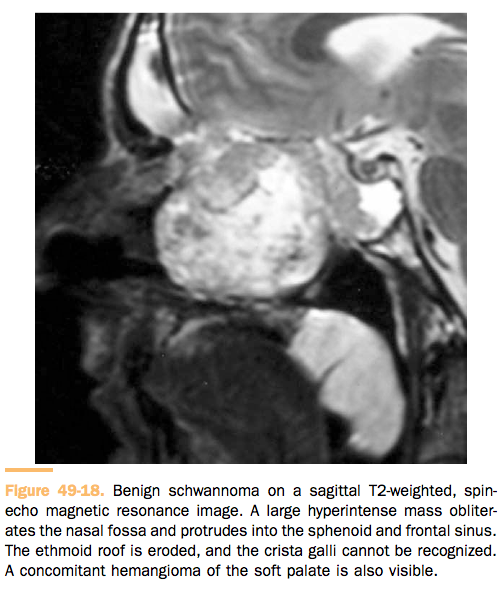 Figure 49-18. Benign schwannoma on a sagittal T2-weighted, spin-
echo magnetic resonance image. A large hyperintense mass obliter-
ates the nasal fossa and protrudes into the sphenoid and frontal sinus.
The ethmoid roof is eroded, and the crista galli cannot be recognized.
A concomitant hemangioma of the soft palate is also visible.